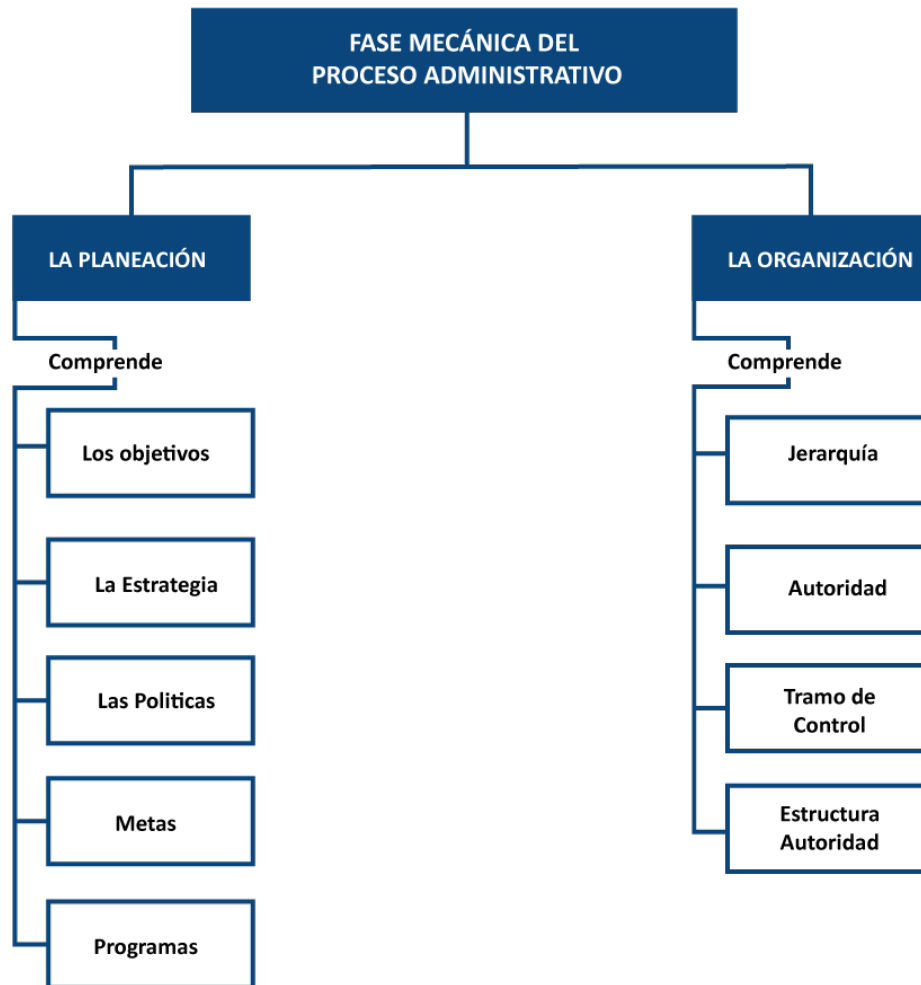 FASE MECÁNICA DEL
PROCESO ADMINISTRATIVO
LA PLANEACIÓN
Comprende
Los objetivos
La Estrategia
Las Politicas
Metas
Programas
LA ORGANIZACIÓN
Comprende
Jerarquía
Autoridad
Tramo de
Control
Estructura
Autoridad